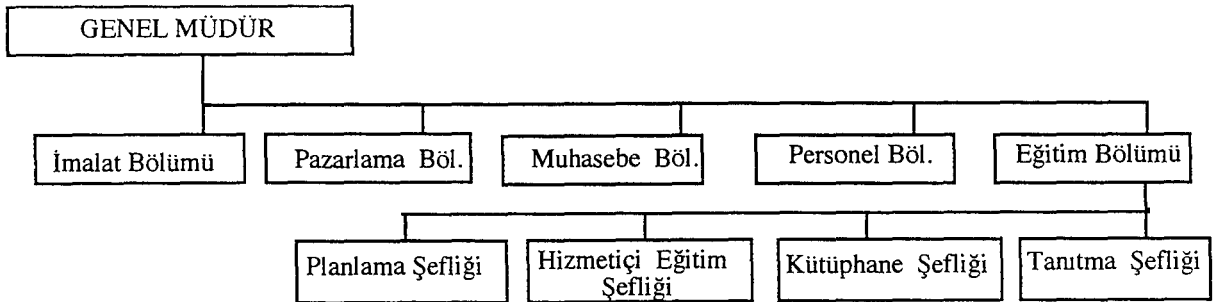 GENEL MÜDÜR
İmalat Bölümü
Pazarlama Böl.
Muhasebe Böl.
Personel Böl.
Eğitim Bölümü
Planlama Şefliği
Hizmetiçi Eğitim
Şefliği
Kütüphane Şefliği
Tanıtma Şefliği